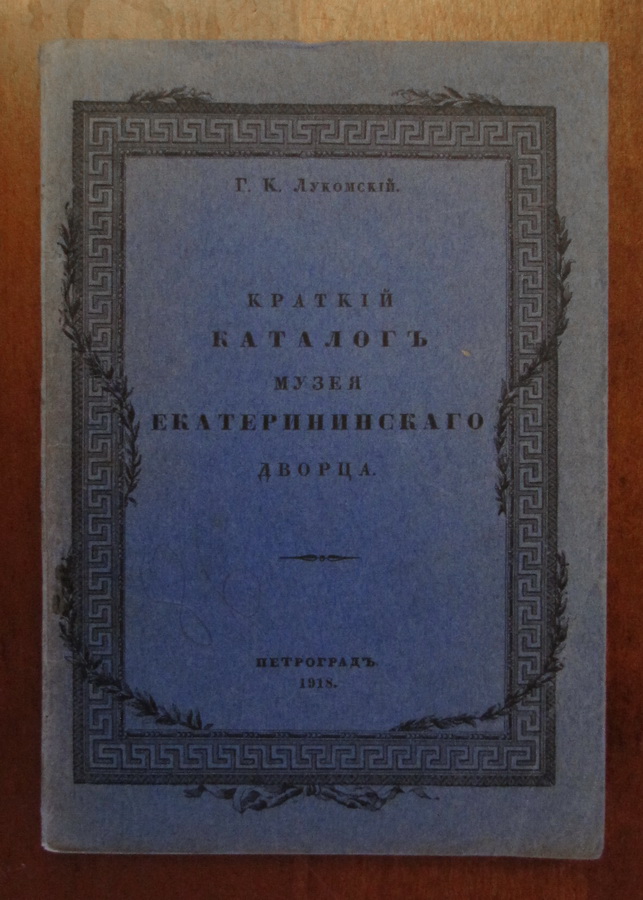 Г. К. Лукомскій.
КРАТКІЙ
КАТАЛОГЪ
МУЗЕЯ
ЕКАТЕРИНИНСКАГО
ДВОРЦА.
ПЕТРОГРАДЪ.
1918.